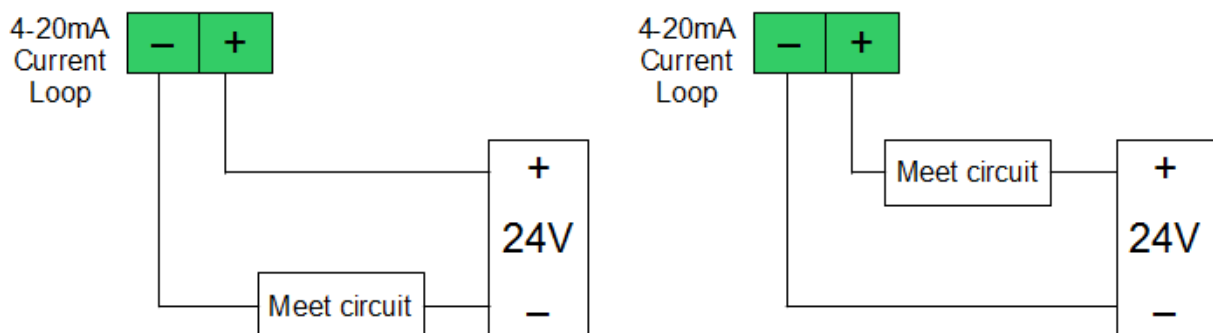 4-20mA
Current
Loop
– +
+
24V
–
Meet circuit
4-20mA
Current
Loop
– +
Meet circuit
+
24V
–